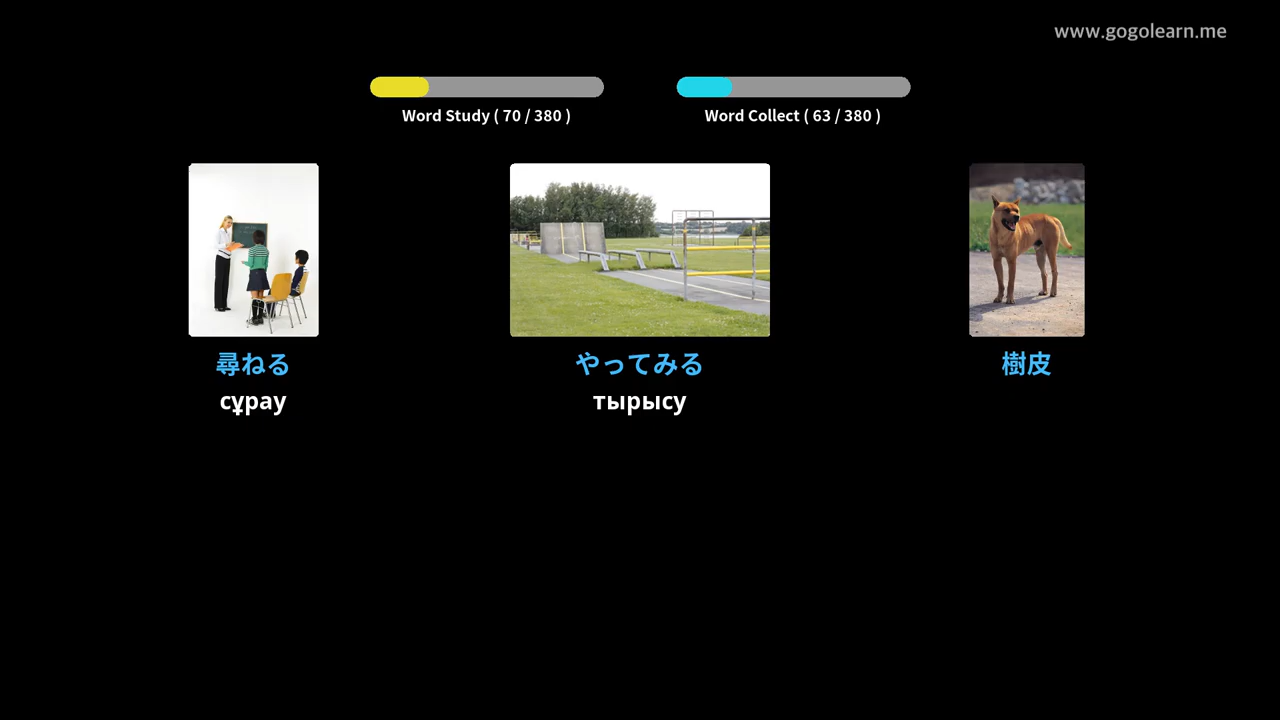 www.gogolearn.me
Word Study ( 70 / 380 )
Word Collect ( 63 / 380 )
尋ねる
сұрау
やってみる
тырысу
樹皮